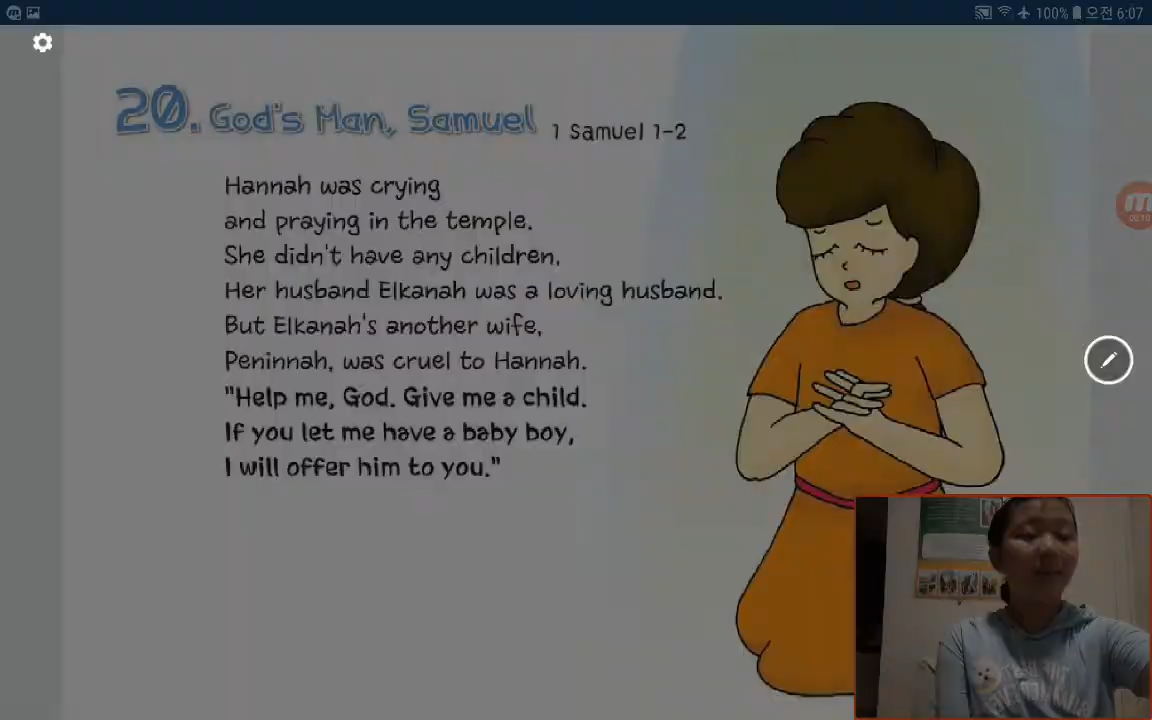 100% 오전 6:07
20. God's Man, Samuel 1 Samuel 1-2
Hannah was crying
and praying in the temple.
She didn't have any children.
Her husband Elkanah was a loving husband.
But Elkanah's another wife,
Peninnah, was cruel to Hannah.
"Help me, God. Give me a child.
If you let me have a baby boy,
I will offer him to you."